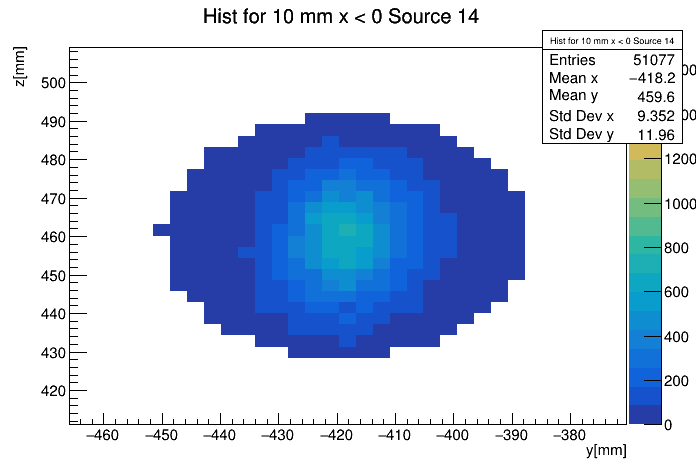 Hist for 10 mm x < 0 Source 14
Hist for 10 mm x < 0 Source 14
Entries 51077
Mean x −418.2
Mean y 459.6
Std Dev x 9.352
Std Dev y 11.96
z[mm]
500
490
480
470
460
450
440
430
420
−460 −450 −440 −430 −420 −410 −400 −390 −380
y[mm]
1200
1000
800
600
400
200
0